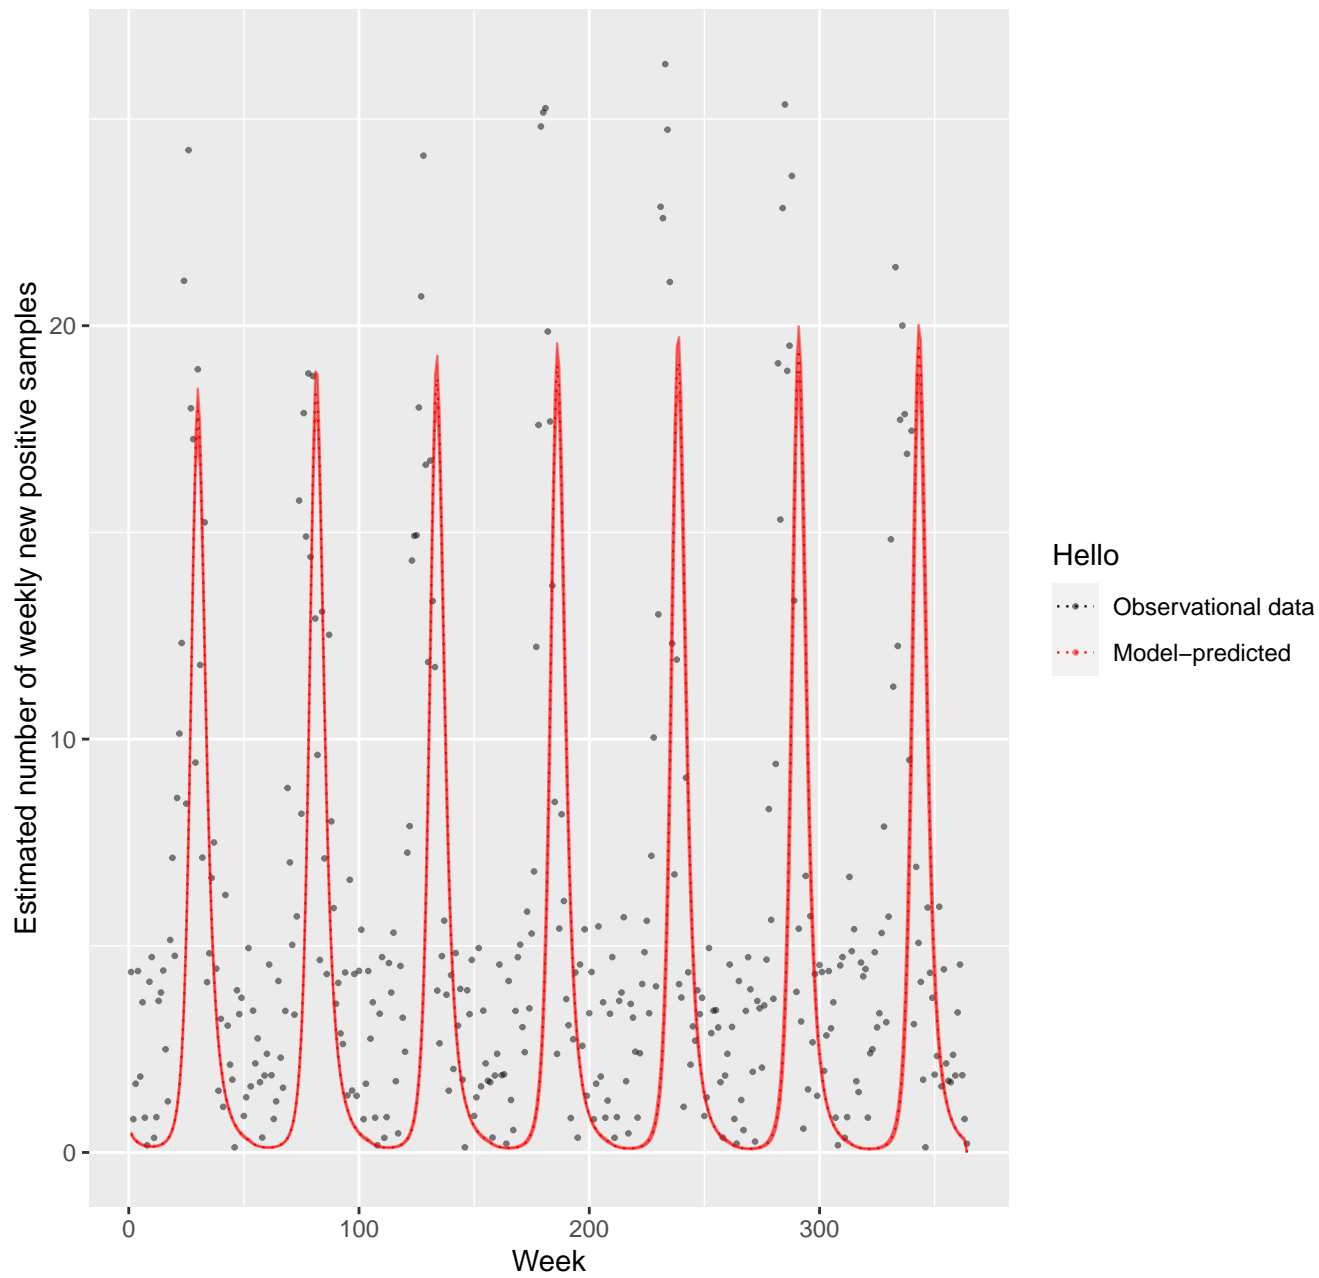 Estimated number of weekly new positive samples
20
10
0
0
100
200
300
Week
Hello
Observational data
Model−predicted